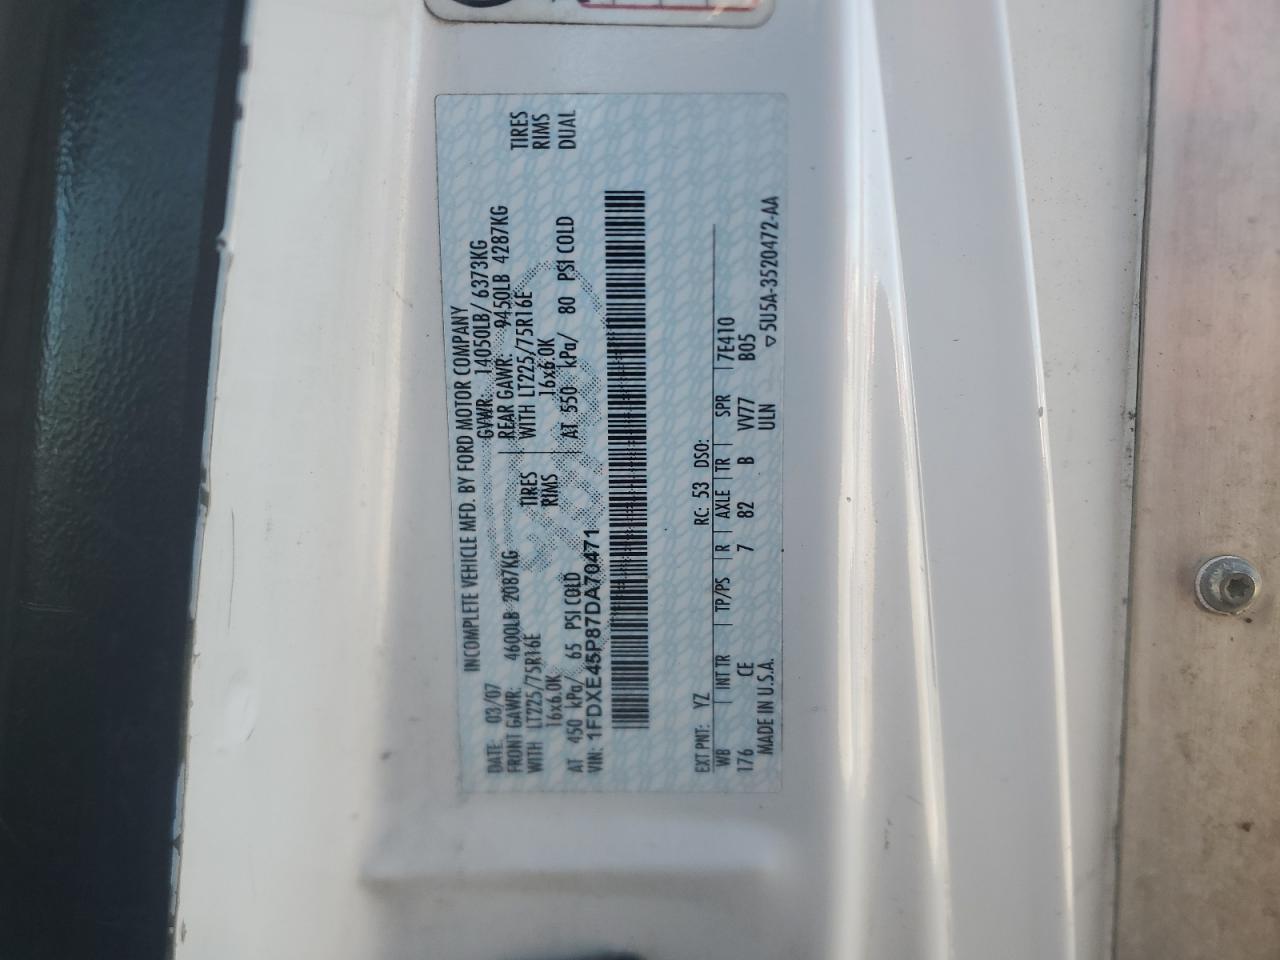 INCOMPLETE VEHICLE MFD. BY FORD MOTOR COMPANY
DATE: 03/07 GVWR: 14050LB/ 6373KG
FRONT GAWR: 4600LB 2087KG REAR GAWR: 9450LB 4287KG
WITH LT225/75R16E TIRES WITH LT225/75R16E TIRES
16x6.0K RIMS 16x6.0K RIMS
AT 450 kPa/ 65 PSI COLD AT 550 kPa/ 80 PSI COLD DUAL
VIN: 1FDXE45P87DA70471
EXT PNT: YZ RC: 53 DSO:
WB INT TR TP/PS R AXLE TR SPR 7E410
176 CE 7 82 B VV77 B05
MADE IN U.S.A. ULN ▽5U5A-3520472-AA